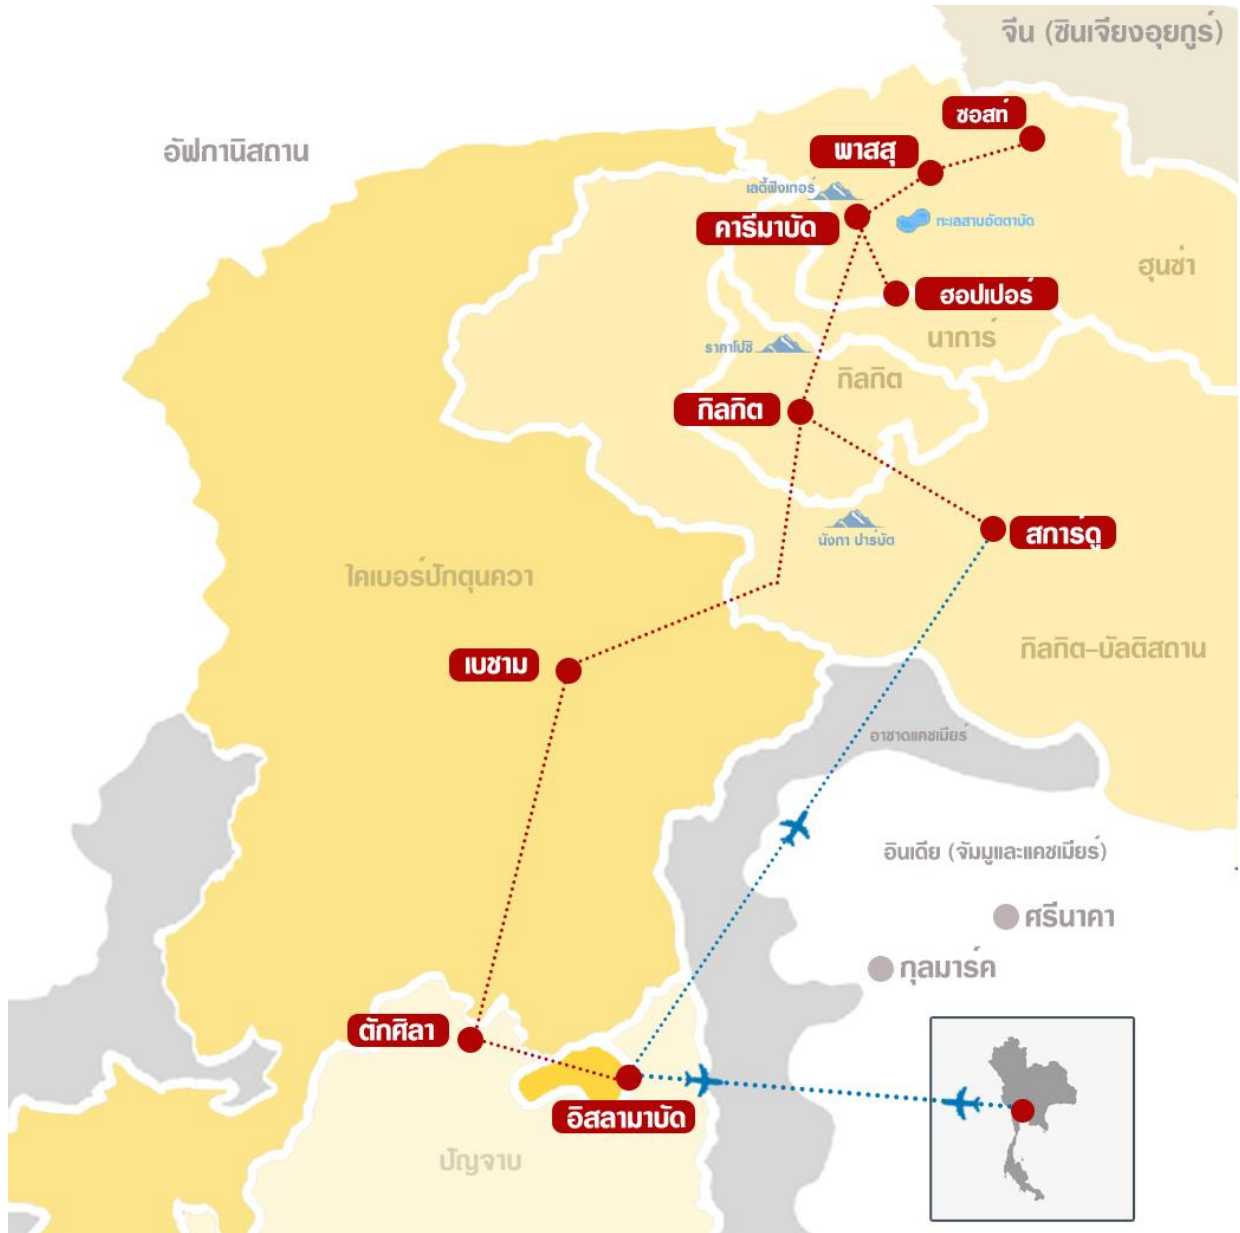 จีน (ซินเจียงอุยกูร์)
ซอสท์
อัฟกานิสถาน
พาสสุ
เลดี้ฟิงเกอร์
คารีมาบัด
ทะเลสาบอัตตาบัด
ฮุนซ่า
ฮอปเปอร์
นาการ์
ราคาโปชิ
กิลกิต
กิลกิต
สการ์ดู
นังกา ปาร์บัต
ไคเบอร์ปักตุนควา
กิลกิต-บัลติสถาน
เบชาม
อาซาดแคชเมียร์
อินเดีย (จัมมูและแคชเมียร์)
ศรีนาคา
กุลมาร์ค
ตักศิลา
อิสลามาบัด
ปัญจาบ